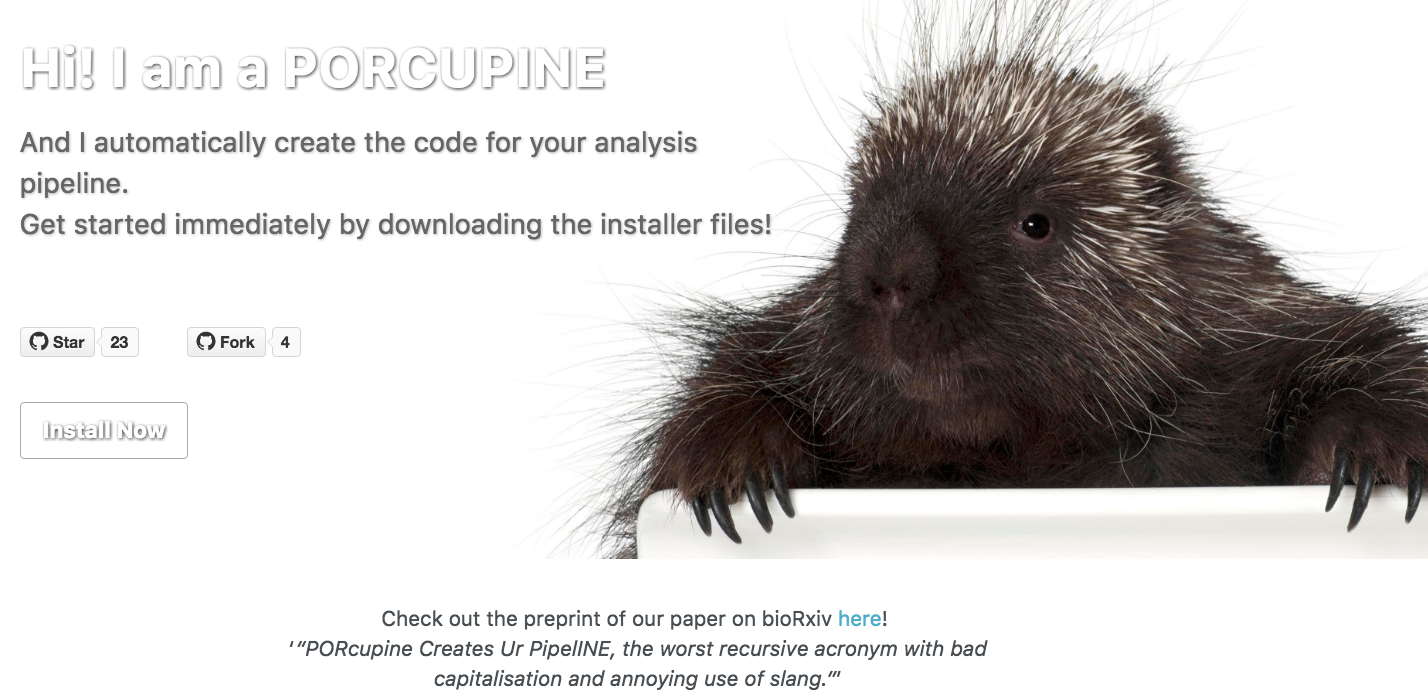 Hi! I am a PORCUPINE
And I automatically create the code for your analysis
pipeline.
Get started immediately by downloading the installer files!
Star 23 Fork 4
Install Now
Check out the preprint of our paper on bioRxiv here!
'“PORcupine Creates Ur PipelINE, the worst recursive acronym with bad
capitalisation and annoying use of slang.”'